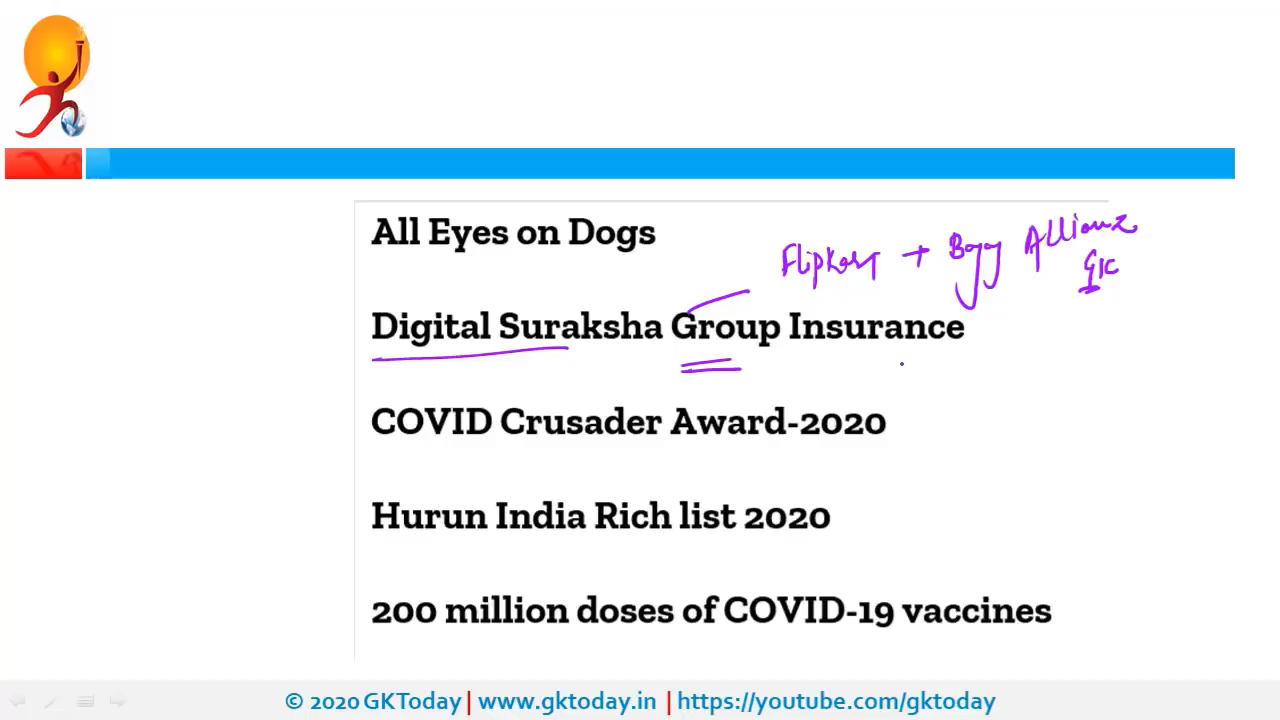 All Eyes on Dogs
Flipkart + Bajaj Allianz
GIC
Digital Suraksha Group Insurance
COVID Crusader Award-2020
Hurun India Rich list 2020
200 million doses of COVID-19 vaccines
© 2020 GKToday | www.gktoday.in | https://youtube.com/gktoday